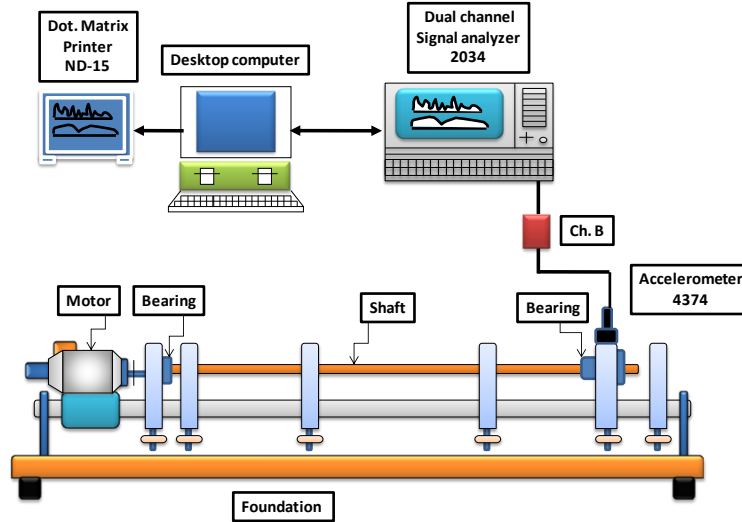 Dot. Matrix
Printer
ND-15
Desktop computer
Dual channel
Signal analyzer
2034
Ch. B
Accelerometer
4374
Motor
Bearing
Shaft
Bearing
Foundation